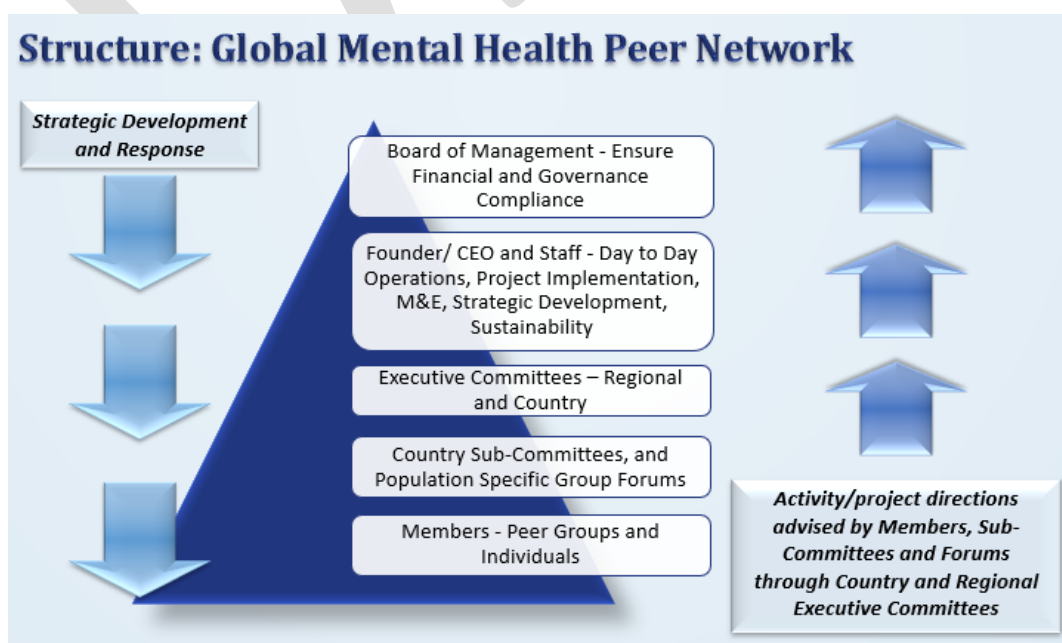 Structure: Global Mental Health Peer Network
Strategic Development
and Response
Board of Management - Ensure
Financial and Governance
Compliance
Founder/ CEO and Staff - Day to Day
Operations, Project Implementation,
M&E, Strategic Development,
Sustainability
Executive Committees – Regional
and Country
Country Sub-Committees, and
Population Specific Group Forums
Members - Peer Groups and
Individuals
Activity/project directions
advised by Members, Sub-
Committees and Forums
through Country and Regional
Executive Committees